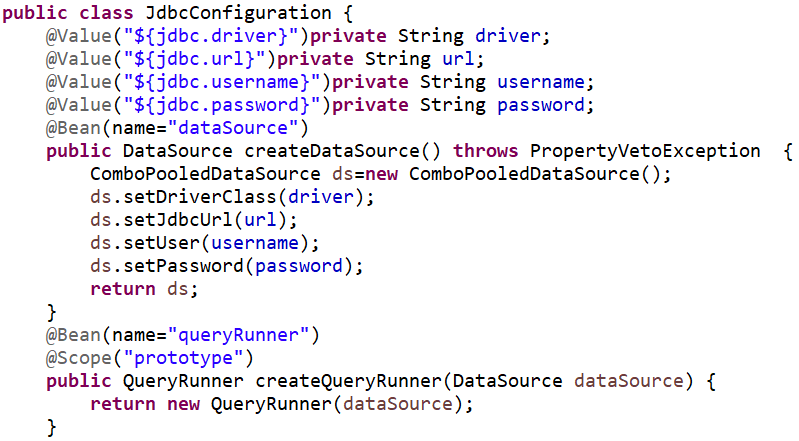 public class JdbcConfiguration {
    @Value("${jdbc.driver}")private String driver;
    @Value("${jdbc.url}")private String url;
    @Value("${jdbc.username}")private String username;
    @Value("${jdbc.password}")private String password;
    @Bean(name="dataSource")
    public DataSource createDataSource() throws PropertyVetoException  {
        ComboPooledDataSource ds=new ComboPooledDataSource();
        ds.setDriverClass(driver);
        ds.setJdbcUrl(url);
        ds.setUser(username);
        ds.setPassword(password);
        return ds;
    }
    @Bean(name="queryRunner")
    @Scope("prototype")
    public QueryRunner createQueryRunner(DataSource dataSource) {
        return new QueryRunner(dataSource);
    }